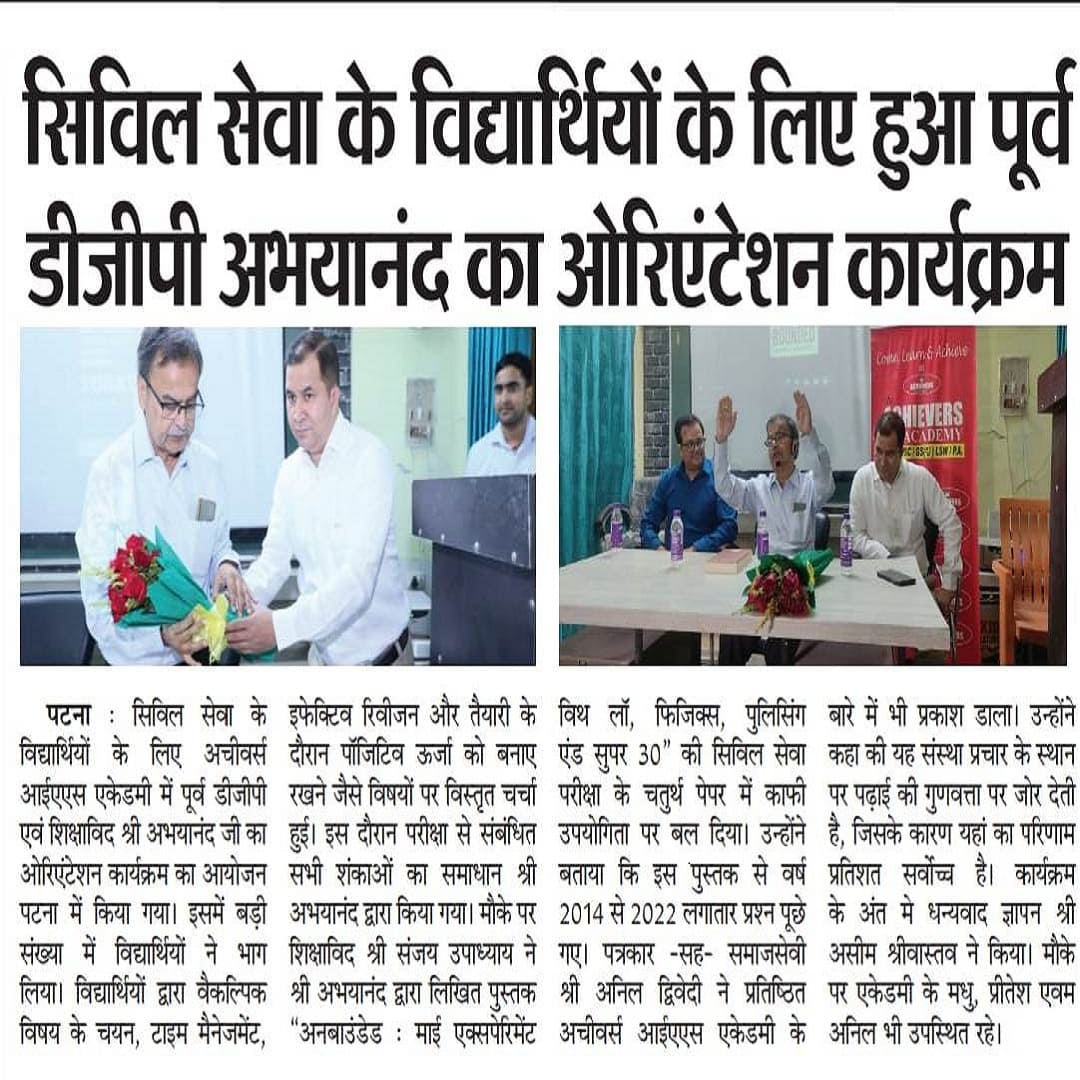 सिविल सेवा के विद्यार्थियों के लिए हुआ पूर्व
डीजीपी अभयानंद का ओरिएंटेशन कार्यक्रम
Come, Learn & Achieve
ACHIEVERS
ACADEMY
पटना : सिविल सेवा के
विद्यार्थियों के लिए अचीवर्स
आईएएस एकेडमी में पूर्व डीजीपी
एवं शिक्षाविद श्री अभयानंद जी का
ओरिएंटेशन कार्यक्रम का आयोजन
पटना में किया गया। इसमें बड़ी
संख्या में विद्यार्थियों ने भाग
लिया। विद्यार्थियों द्वारा वैकल्पिक
विषय के चयन, टाइम मैनेजमेंट,
इफेक्टिव रिवीजन और तैयारी के
दौरान पॉजिटिव ऊर्जा को बनाए
रखने जैसे विषयों पर विस्तृत चर्चा
हुई। इस दौरान परीक्षा से संबंधित
सभी शंकाओं का समाधान श्री
अभयानंद द्वारा किया गया। मौके पर
शिक्षाविद श्री संजय उपाध्याय ने
श्री अभयानंद द्वारा लिखित पुस्तक
“अनबाउंडेड : माई एक्सपेरिमेंट
विथ लॉ, फिजिक्स, पुलिसिंग
एंड सुपर 30” की सिविल सेवा
परीक्षा के चतुर्थ पेपर में काफी
उपयोगिता पर बल दिया। उन्होंने
बताया कि इस पुस्तक से वर्ष
2014 से 2022 लगातार प्रश्न पूछे
गए। पत्रकार -सह- समाजसेवी
श्री अनिल द्विवेदी ने प्रतिष्ठित
अचीवर्स आईएएस एकेडमी के
बारे में भी प्रकाश डाला। उन्होंने
कहा की यह संस्था प्रचार के स्थान
पर पढ़ाई की गुणवत्ता पर जोर देती
है, जिसके कारण यहां का परिणाम
प्रतिशत सर्वोच्च है। कार्यक्रम
के अंत मे धन्यवाद ज्ञापन श्री
असीम श्रीवास्तव ने किया। मौके
पर एकेडमी के मधु, प्रीतेश एवम
अनिल भी उपस्थित रहे।